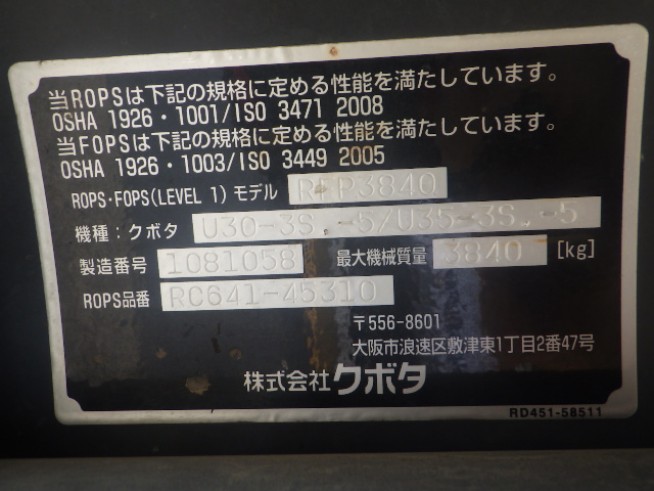 当ROPSは下記の規格に定める性能を満たしています。
OSHA 1926・1001/ISO 3471 2008
当FOPSは下記の規格に定める性能を満たしています。
OSHA 1926・1003/ISO 3449 2005
ROPS・FOPS(LEVEL 1)モデル RFP3840
機種：クボタ U30-3S,-5/U35-3S,-5
製造番号 1081058 最大機械質量 3840 [kg]
ROPS品番 RC641-45310
〒556-8601
大阪市浪速区敷津東1丁目2番47号
株式会社クボタ
RD451-58511